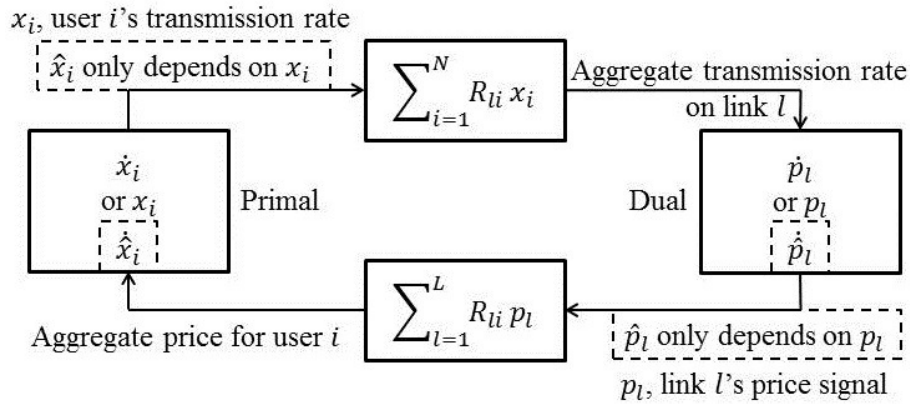 x_i, user i's transmission rate
x̂_i only depends on x_i
∑_{i=1}^{N} R_{li} x_i
Aggregate transmission rate
on link l
ẋ_i
or x_i
x̂̇_i
Primal
Dual
ṗ_l
or p_l
p̂̇_l
Aggregate price for user i
∑_{l=1}^{L} R_{li} p_l
p̂_l only depends on p_l
p_l, link l's price signal